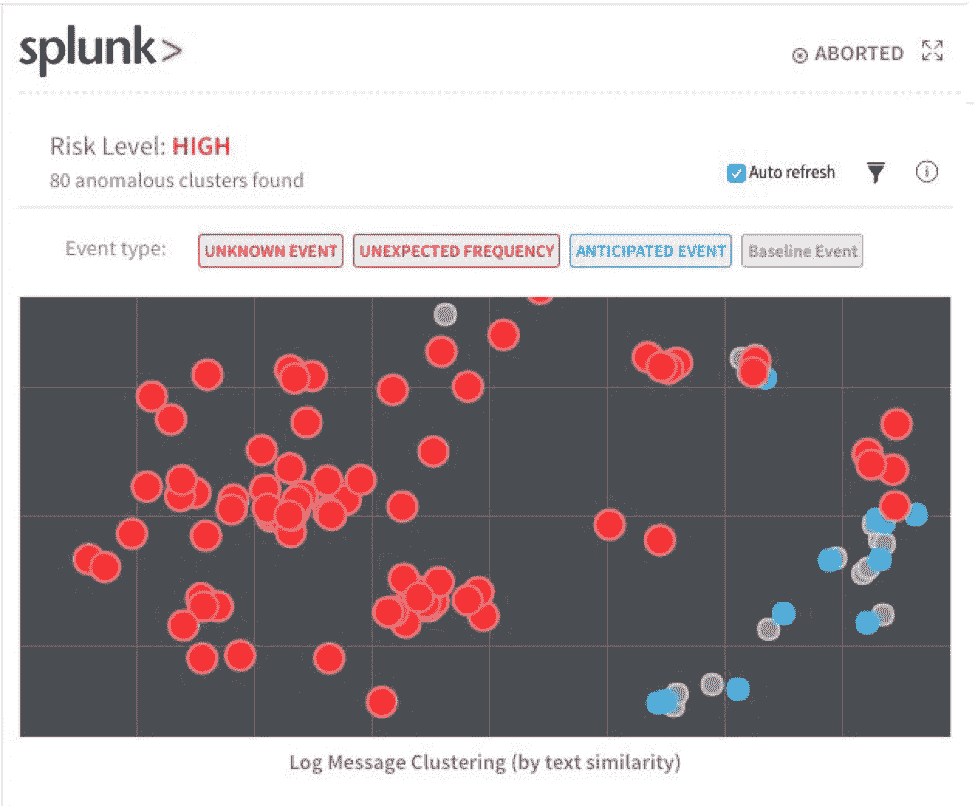 splunk>
ABORTED
Risk Level: HIGH
80 anomalous clusters found
Auto refresh
Event type: UNKNOWN EVENT UNEXPECTED FREQUENCY ANTICIPATED EVENT Baseline Event
Log Message Clustering (by text similarity)